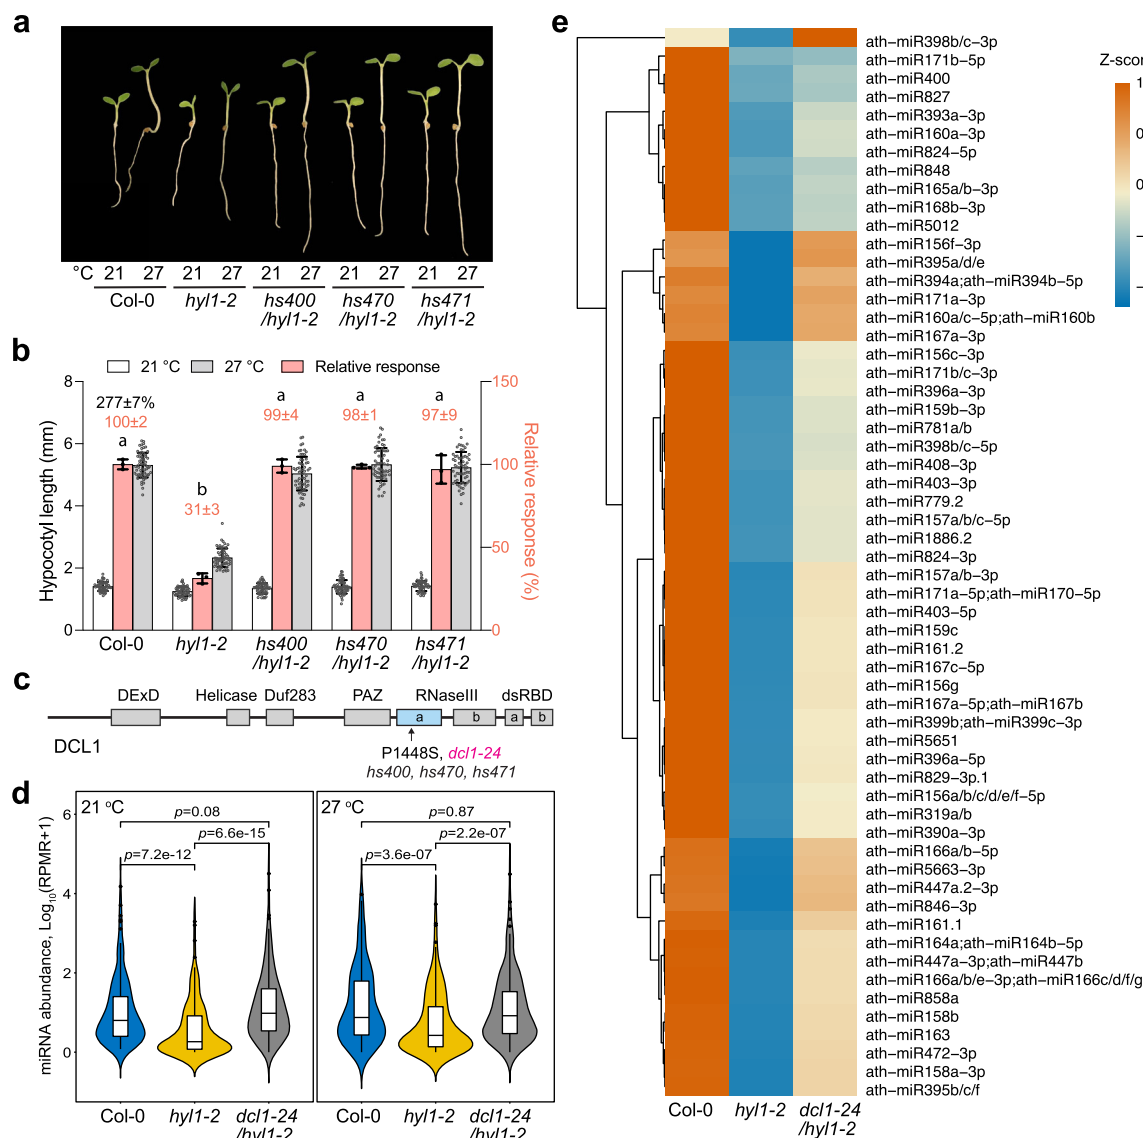 a
°C 21 27 21 27 21 27 21 27 21 27
Col-0 hyl1-2 hs400 hs470 hs471
/hyl1-2 /hyl1-2 /hyl1-2
b
21 °C 27 °C Relative response
Hypocotyl length (mm)
8
6
4
2
0
277±7%
100±2
a
b
31±3
a
99±4
a
98±1
a
97±9
150
100
50
0
Relative response (%)
Col-0 hyl1-2 hs400 hs470 hs471
/hyl1-2 /hyl1-2 /hyl1-2
c
DExD Helicase Duf283 PAZ RNaseIII dsRBD
a b a b
DCL1
P1448S, dcl1-24
hs400, hs470, hs471
d
miRNA abundance, Log10(RPMR+1)
6
4
2
0
21 °C
p=0.08
p=6.6e-15
p=7.2e-12
27 °C
p=0.87
p=2.2e-07
p=3.6e-07
Col-0 hyl1-2 dcl1-24 Col-0 hyl1-2 dcl1-24
/hyl1-2 /hyl1-2
e
ath-miR398b/c-3p
ath-miR171b-5p
ath-miR400
ath-miR827
ath-miR393a-3p
ath-miR160a-3p
ath-miR824-5p
ath-miR848
ath-miR165a/b-3p
ath-miR168b-3p
ath-miR5012
ath-miR156f-3p
ath-miR395a/d/e
ath-miR394a;ath-miR394b-5p
ath-miR171a-3p
ath-miR160a/c-5p;ath-miR160b
ath-miR167a-3p
ath-miR156c-3p
ath-miR171b/c-3p
ath-miR396a-3p
ath-miR159b-3p
ath-miR781a/b
ath-miR398b/c-5p
ath-miR408-3p
ath-miR403-3p
ath-miR779.2
ath-miR157a/b/c-5p
ath-miR1886.2
ath-miR824-3p
ath-miR157a/b-3p
ath-miR171a-5p;ath-miR170-5p
ath-miR403-5p
ath-miR159c
ath-miR161.2
ath-miR167c-5p
ath-miR156g
ath-miR167a-5p;ath-miR167b
ath-miR399b;ath-miR399c-3p
ath-miR5651
ath-miR396a-5p
ath-miR829-3p.1
ath-miR156a/b/c/d/e/f-5p
ath-miR319a/b
ath-miR390a-3p
ath-miR166a/b-5p
ath-miR5663-3p
ath-miR447a.2-3p
ath-miR846-3p
ath-miR161.1
ath-miR164a;ath-miR164b-5p
ath-miR447a-3p;ath-miR447b
ath-miR166a/b/e-3p;ath-miR166c/d/f/g
ath-miR858a
ath-miR158b
ath-miR163
ath-miR472-3p
ath-miR158a-3p
ath-miR395b/c/f
Col-0 hyl1-2 dcl1-24
/hyl1-2
Z-scor
1
0
0